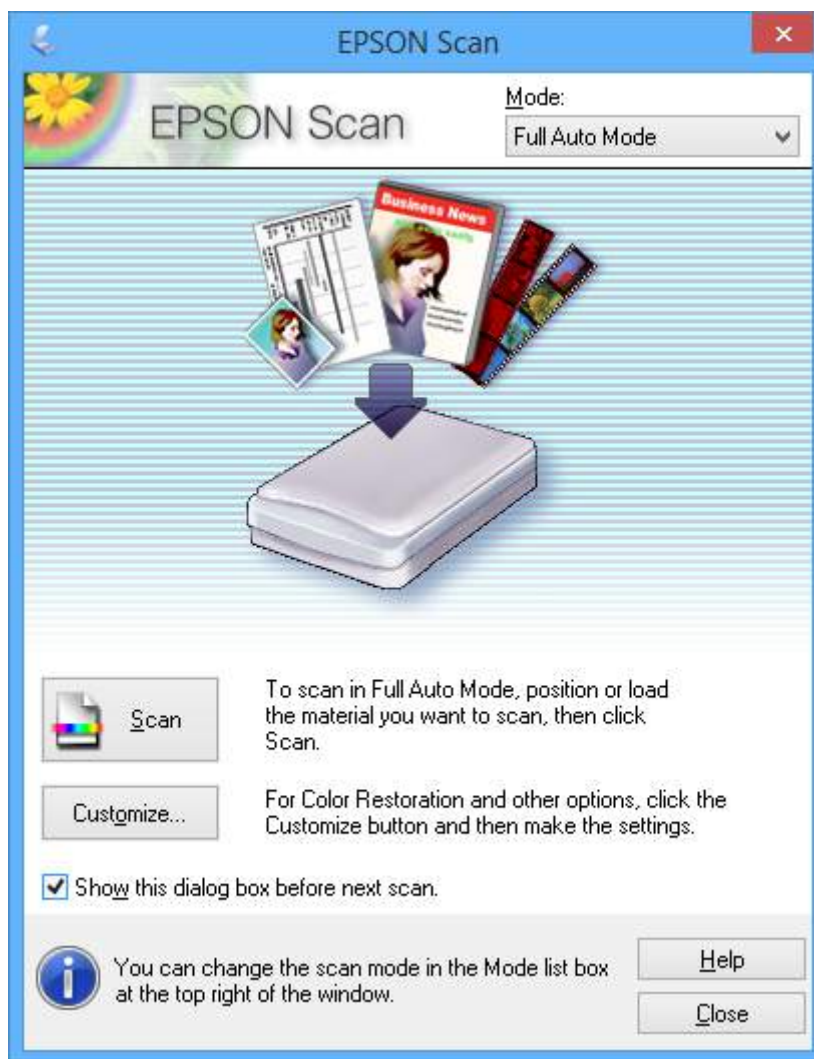 EPSON Scan
EPSON Scan
Mode:
Full Auto Mode
Business News
Scan
To scan in Full Auto Mode, position or load
the material you want to scan, then click
Scan.
Customize...
For Color Restoration and other options, click the
Customize button and then make the settings.
Show this dialog box before next scan.
You can change the scan mode in the Mode list box
at the top right of the window.
Help
Close